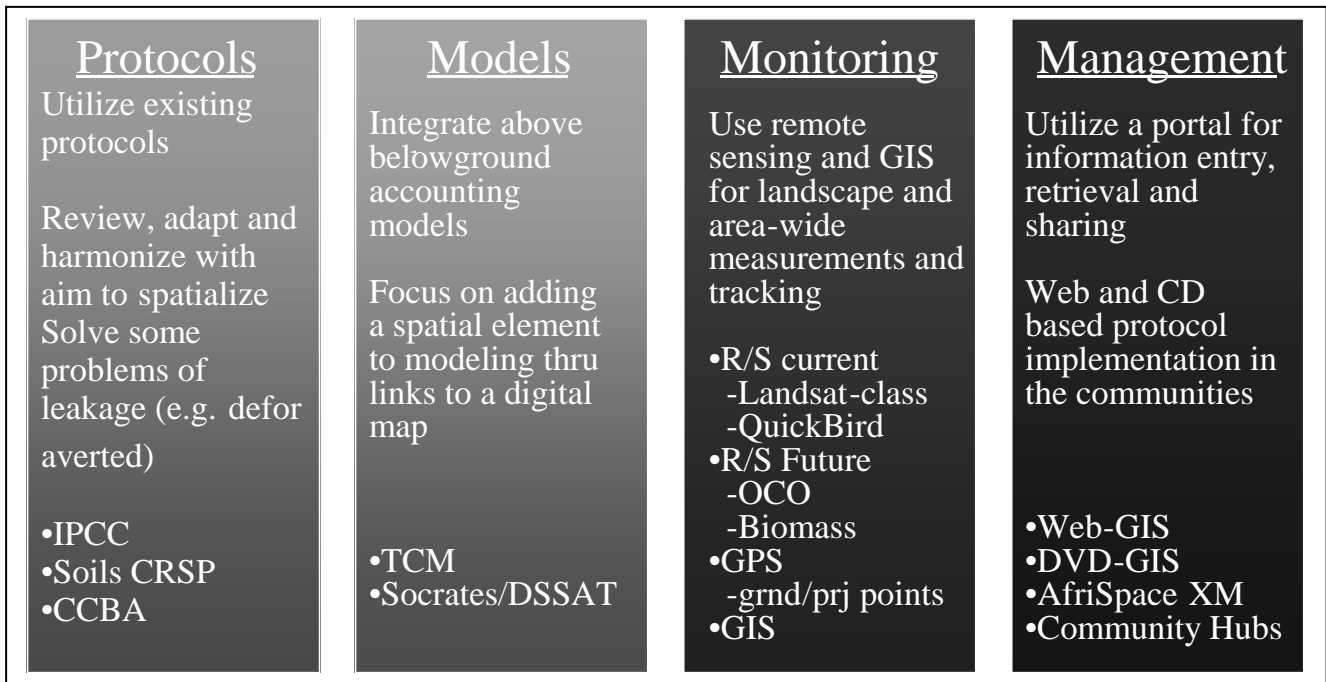 Protocols
Utilize existing
protocols
Review, adapt and
harmonize with
aim to spatialize
Solve some
problems of
leakage (e.g. defor
averted)
•IPCC
•Soils CRSP
•CCBA
Models
Integrate above
belowground
accounting
models
Focus on adding
a spatial element
to modeling thru
links to a digital
map
•TCM
•Socrates/DSSAT
Monitoring
Use remote
sensing and GIS
for landscape and
area-wide
measurements and
tracking
•R/S current
-Landsat-class
-QuickBird
•R/S Future
-OCO
-Biomass
•GPS
-grnd/prj points
•GIS
Management
Utilize a portal for
information entry,
retrieval and
sharing
Web and CD
based protocol
implementation in
the communities
•Web-GIS
•DVD-GIS
•AfriSpace XM
•Community Hubs